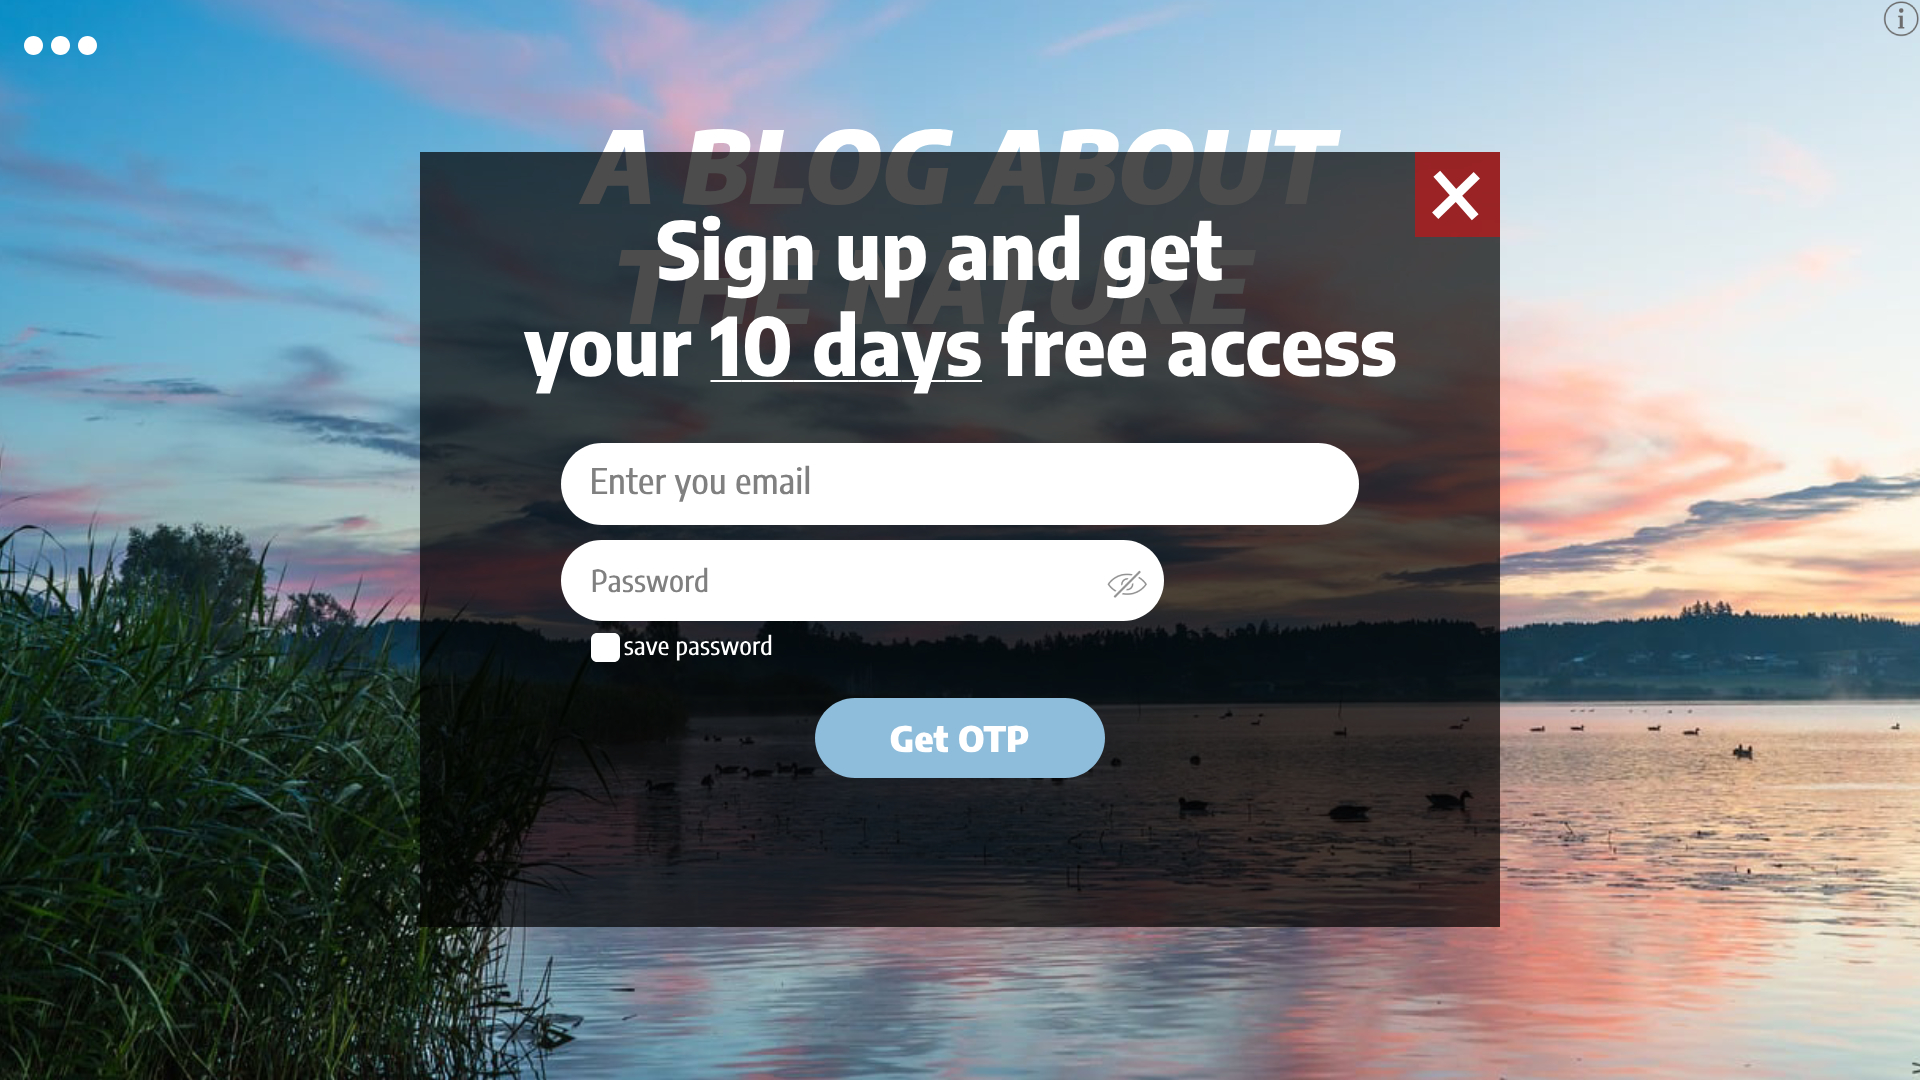 A BLOG ABOUT
THE NATURE
Sign up and get
your 10 days free access
Enter you email
Password
save password
Get OTP